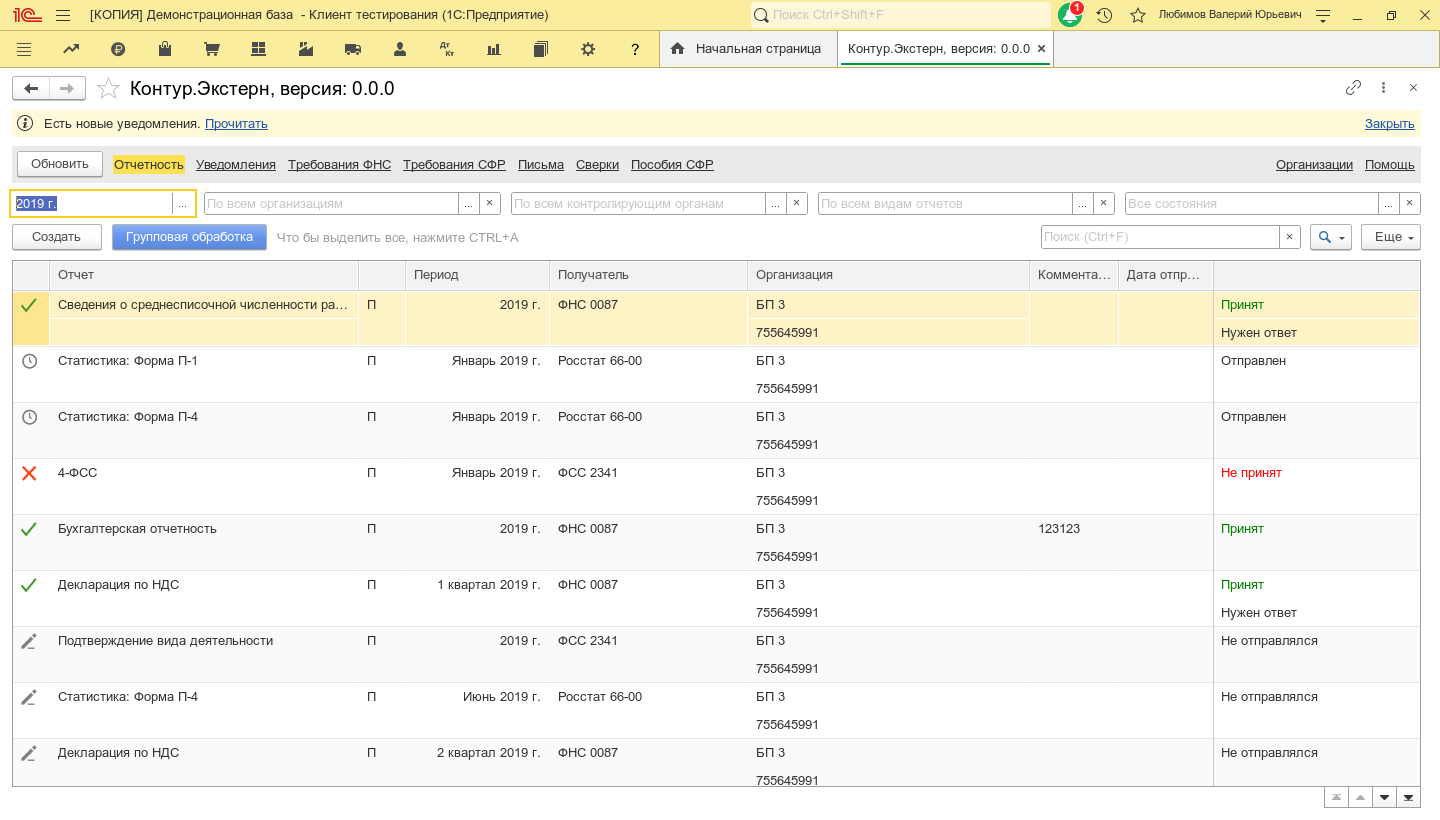 1С [КОПИЯ] Демонстрационная база - Клиент тестирования (1С:Предприятие) Поиск Ctrl+Shift+F 1 Любимов Валерий Юрьевич
Дт Кт ? Начальная страница Контур.Экстерн, версия: 0.0.0 ×
Контур.Экстерн, версия: 0.0.0
Есть новые уведомления. Прочитать Закрыть
Обновить Отчетность Уведомления Требования ФНС Требования СФР Письма Сверки Пособия СФР Организации Помощь
2019 г. ... По всем организациям ... × По всем контролирующим органам ... × По всем видам отчетов ... × Все состояния ... ×
Создать Групповая обработка Что бы выделить все, нажмите CTRL+A Поиск (Ctrl+F) × Еще
Отчет Период Получатель Организация Коммента... Дата отпр...
Сведения о среднесписочной численности ра... П 2019 г. ФНС 0087 БП 3 Принят
755645991 Нужен ответ
Статистика: Форма П-1 П Январь 2019 г. Росстат 66-00 БП 3 Отправлен
755645991
Статистика: Форма П-4 П Январь 2019 г. Росстат 66-00 БП 3 Отправлен
755645991
4-ФСС П Январь 2019 г. ФСС 2341 БП 3 Не принят
755645991
Бухгалтерская отчетность П 2019 г. ФНС 0087 БП 3 123123 Принят
755645991
Декларация по НДС П 1 квартал 2019 г. ФНС 0087 БП 3 Принят
755645991 Нужен ответ
Подтверждение вида деятельности П 2019 г. ФСС 2341 БП 3 Не отправлялся
755645991
Статистика: Форма П-4 П Июнь 2019 г. Росстат 66-00 БП 3 Не отправлялся
755645991
Декларация по НДС П 2 квартал 2019 г. ФНС 0087 БП 3 Не отправлялся
755645991